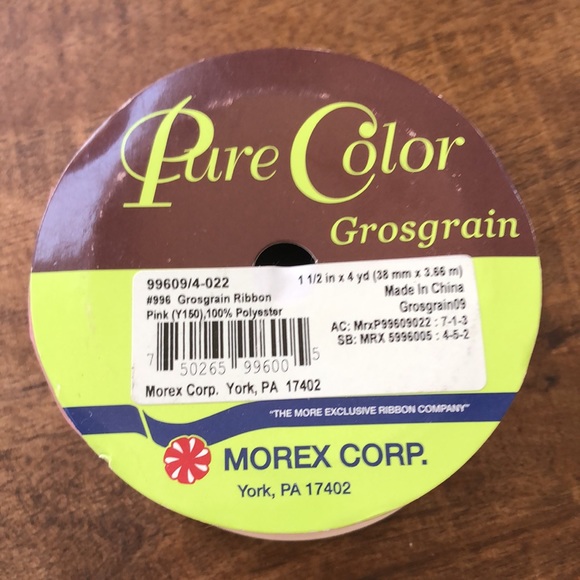 Pure Color
Grosgrain
99609/4-022
#996 Grosgrain Ribbon
Pink (Y150),100% Polyester
7 50265 99600 5
Morex Corp. York, PA 17402
1 1/2 in x 4 yd (38 mm x 3.66 m)
Made In China
Grosgrain09
AC: MrxP99609022 : 7-1-3
SB: MRX 5996005 : 4-5-2
"THE MORE EXCLUSIVE RIBBON COMPANY"
MOREX CORP.
York, PA 17402